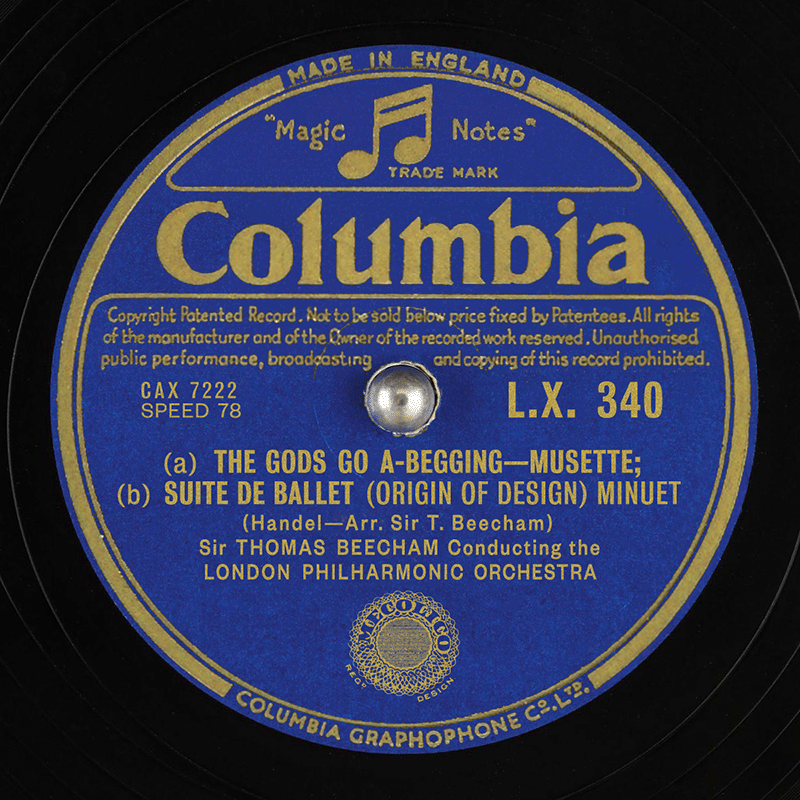 MADE IN ENGLAND
"Magic Notes"
TRADE MARK
Columbia
Copyright Patented Record. Not to be sold below price fixed by Patentees. All rights
of the manufacturer and of the Owner of the recorded work reserved. Unauthorised
public performance, broadcasting and copying of this record prohibited.
CAX 7222
SPEED 78
L.X. 340
(a) THE GODS GO A-BEGGING—MUSETTE;
(b) SUITE DE BALLET (ORIGIN OF DESIGN) MINUET
(Handel—Arr. Sir T. Beecham)
Sir THOMAS BEECHAM Conducting the
LONDON PHILHARMONIC ORCHESTRA
REGD DESIGN
COLUMBIA GRAPHOPHONE Co. LTD.